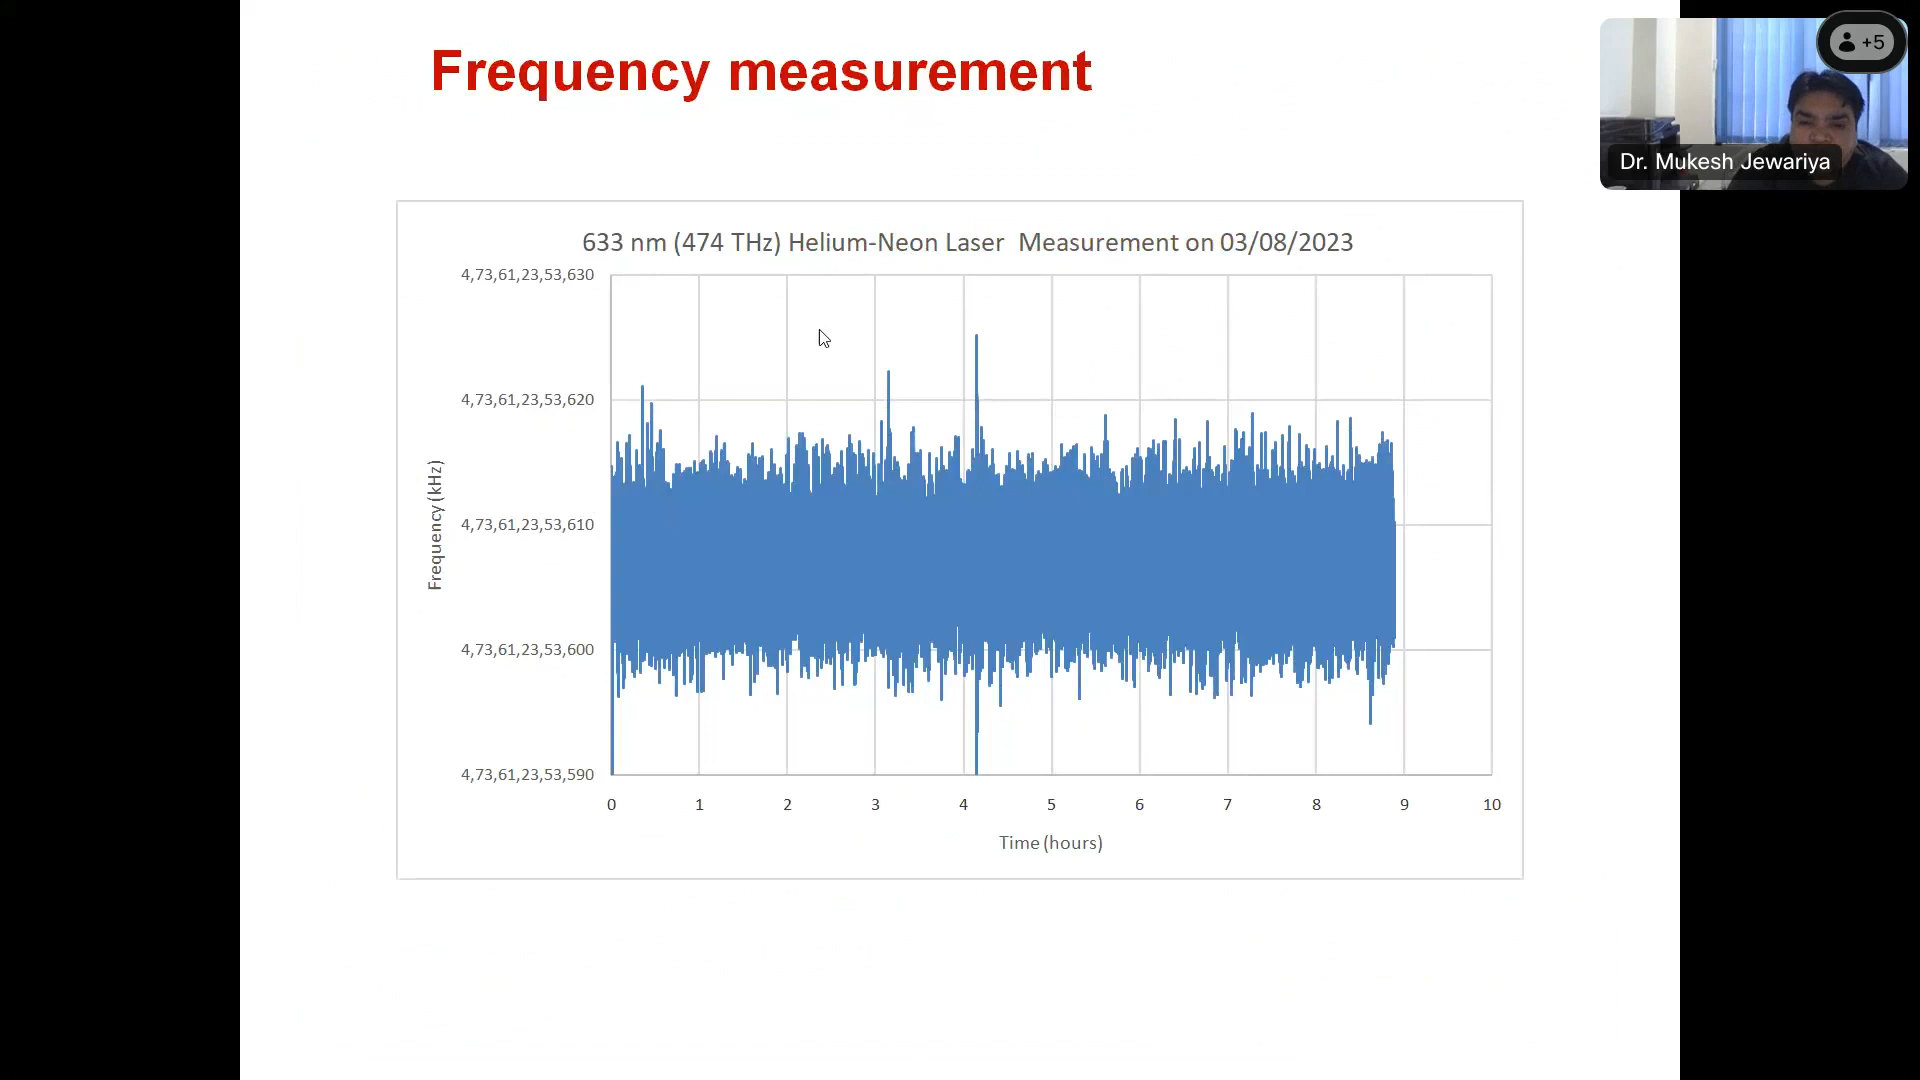 Frequency measurement
+5
Dr. Mukesh Jewariya
633 nm (474 THz) Helium-Neon Laser Measurement on 03/08/2023
4,73,61,23,53,630
4,73,61,23,53,620
4,73,61,23,53,610
4,73,61,23,53,600
4,73,61,23,53,590
Frequency (kHz)
0 1 2 3 4 5 6 7 8 9 10
Time (hours)